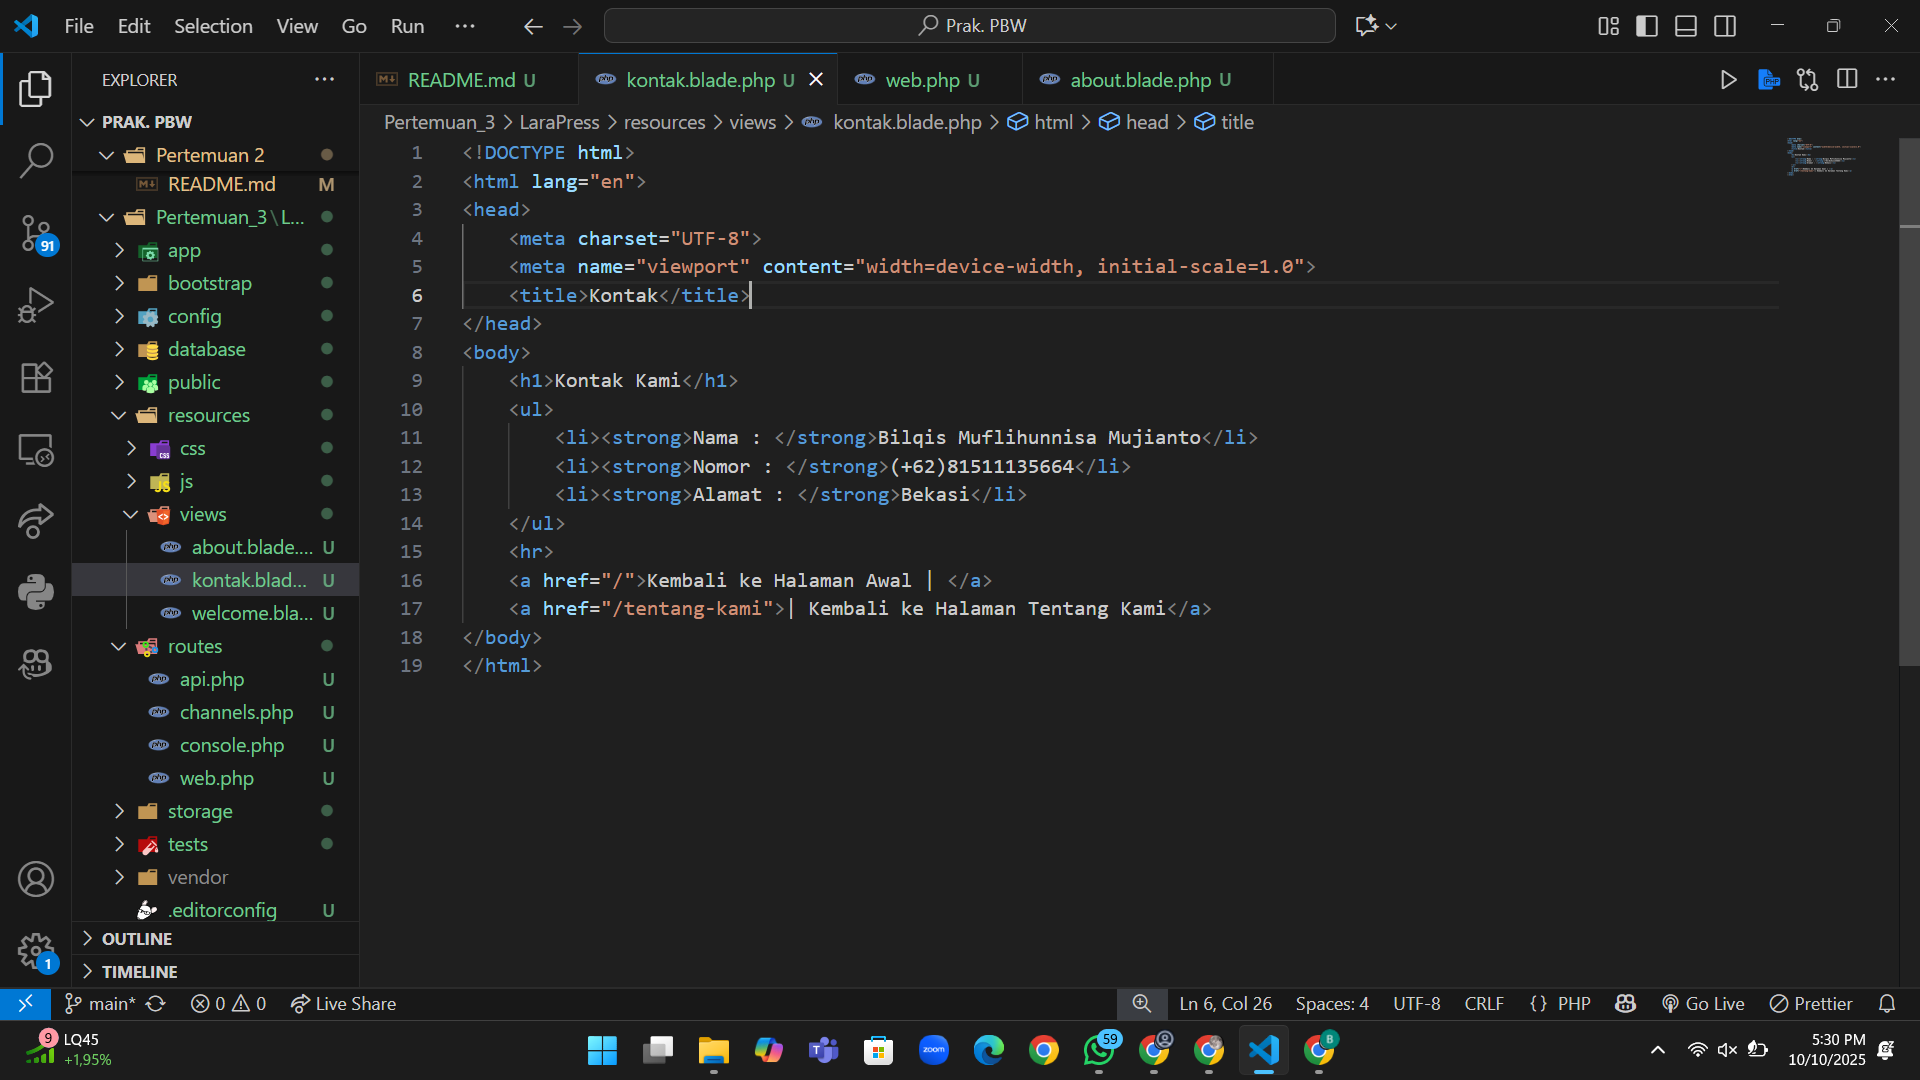 File Edit Selection View Go Run ··· Prak. PBW
EXPLORER ···
PRAK. PBW
Pertemuan 2
README.md M
Pertemuan_3\L...
app
bootstrap
config
database
public
resources
css
js
views
about.blade.... U
kontak.blad... U
welcome.bla... U
routes
api.php U
channels.php U
console.php U
web.php U
storage
tests
vendor
.editorconfig U
OUTLINE
TIMELINE
91
1
README.md U kontak.blade.php U web.php U about.blade.php U
Pertemuan_3 > LaraPress > resources > views > kontak.blade.php > html > head > title
1 <!DOCTYPE html>
2 <html lang="en">
3 <head>
4 <meta charset="UTF-8">
5 <meta name="viewport" content="width=device-width, initial-scale=1.0">
6 <title>Kontak</title>
7 </head>
8 <body>
9 <h1>Kontak Kami</h1>
10 <ul>
11 <li><strong>Nama : </strong>Bilqis Muflihunnisa Mujianto</li>
12 <li><strong>Nomor : </strong>(+62)81511135664</li>
13 <li><strong>Alamat : </strong>Bekasi</li>
14 </ul>
15 <hr>
16 <a href="/">Kembali ke Halaman Awal | </a>
17 <a href="/tentang-kami">| Kembali ke Halaman Tentang Kami</a>
18 </body>
19 </html>
main* 0 0 Live Share Ln 6, Col 26 Spaces: 4 UTF-8 CRLF {} PHP Go Live Prettier
9 LQ45
+1,95%
zoom
59
B
5:30 PM
10/10/2025